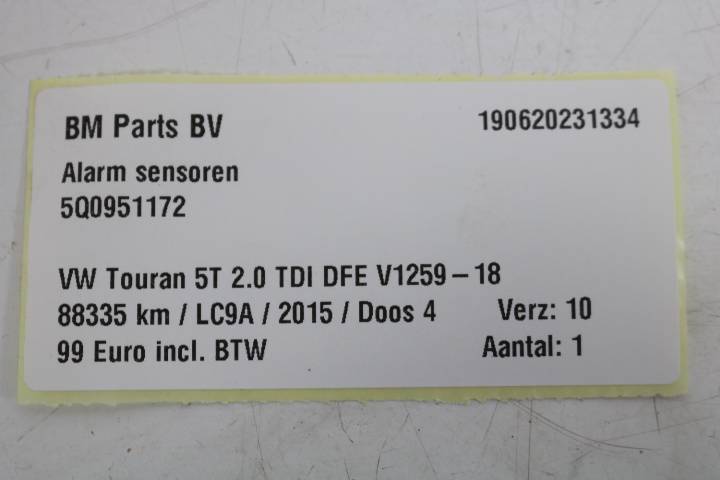 BM Parts BV 190620231334
Alarm sensoren
5Q0951172
VW Touran 5T 2.0 TDI DFE V1259 – 18
88335 km / LC9A / 2015 / Doos 4 Verz: 10
99 Euro incl. BTW Aantal: 1